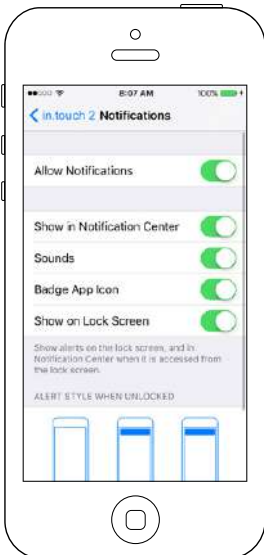 8:07 AM 100%
in.touch 2 Notifications
Allow Notifications
Show in Notification Center
Sounds
Badge App Icon
Show on Lock Screen
Show alerts on the lock screen, and in
Notification Center when it is accessed from
the lock screen.
ALERT STYLE WHEN UNLOCKED